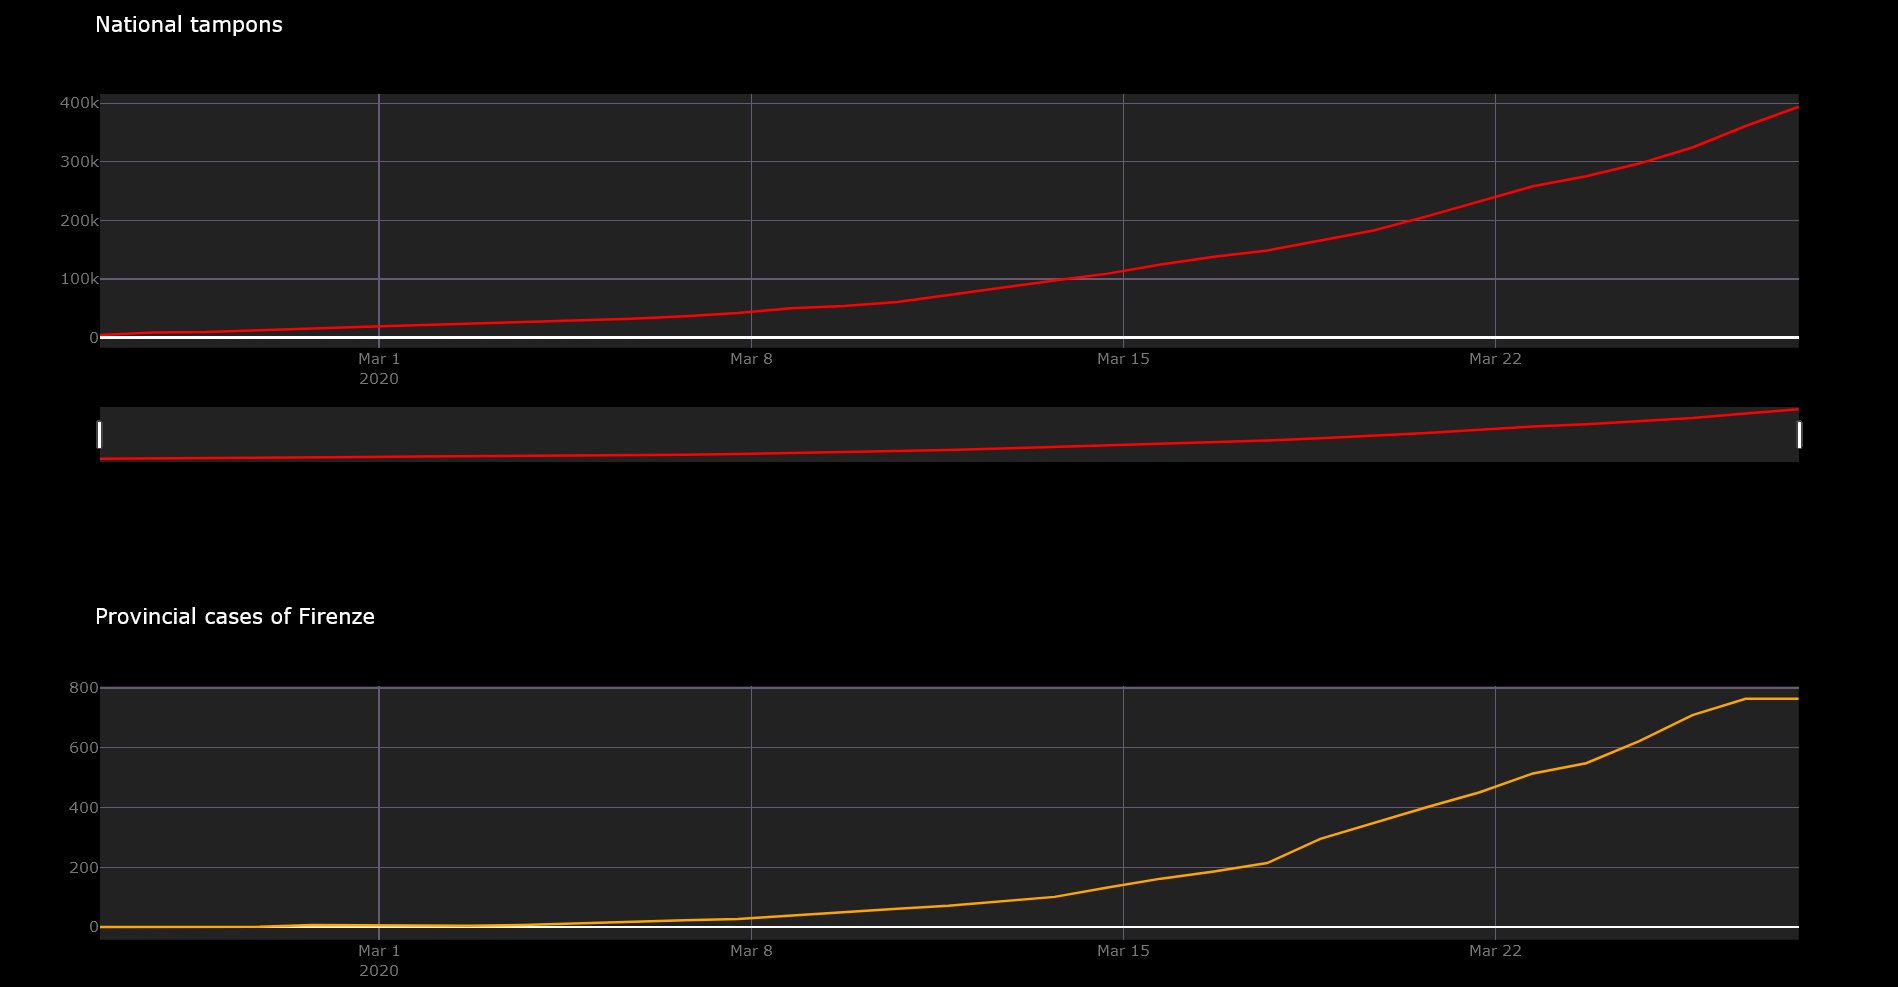 National tampons
400k
300k
200k
100k
0
Mar 1 Mar 8 Mar 15 Mar 22
2020
Provincial cases of Firenze
800
600
400
200
0
Mar 1 Mar 8 Mar 15 Mar 22
2020